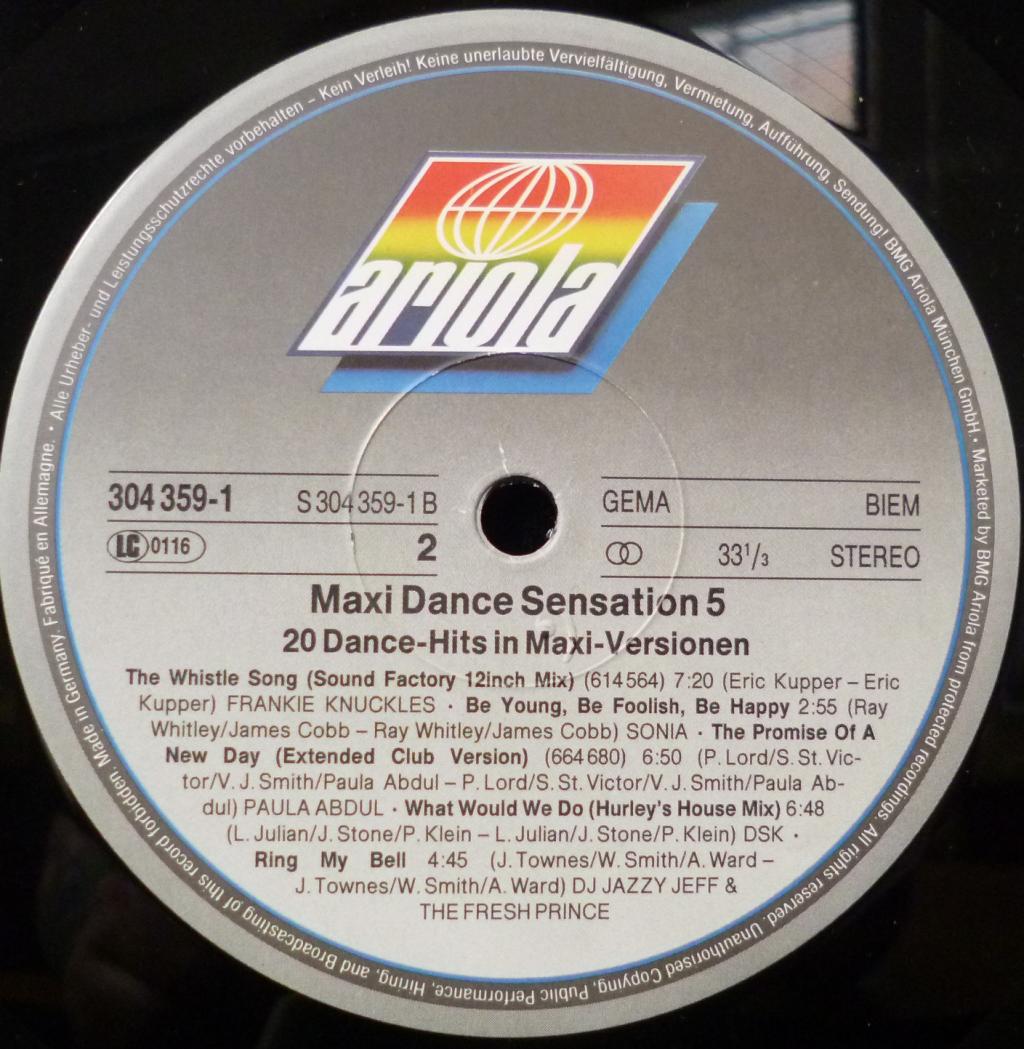 Alle Urheber- und Leistungsschutzrechte vorbehalten – Kein Verleih! Keine unerlaubte Vervielfältigung, Vermietung, Aufführung, Sendung! BMG Ariola München GmbH • Marketed by BMG Ariola from protected recordings. All rights reserved. Unauthorised Copying, Public Performance, Hiring, and Broadcasting of this record forbidden. Made in Germany. Fabriqué en Allemagne. •
ariola
304 359-1 S 304 359-1 B
LC 0116 2
GEMA BIEM
33 1/3 STEREO
Maxi Dance Sensation 5
20 Dance-Hits in Maxi-Versionen
The Whistle Song (Sound Factory 12inch Mix) (614 564) 7:20 (Eric Kupper – Eric
Kupper) FRANKIE KNUCKLES · Be Young, Be Foolish, Be Happy 2:55 (Ray
Whitley/James Cobb – Ray Whitley/James Cobb) SONIA · The Promise Of A
New Day (Extended Club Version) (664 680) 6:50 (P. Lord/S. St. Vic-
tor/V. J. Smith/Paula Abdul – P. Lord/S. St. Victor/V. J. Smith/Paula Ab-
dul) PAULA ABDUL · What Would We Do (Hurley's House Mix) 6:48
(L. Julian/J. Stone/P. Klein – L. Julian/J. Stone/P. Klein) DSK ·
Ring My Bell 4:45 (J. Townes/W. Smith/A. Ward –
J. Townes/W. Smith/A. Ward) DJ JAZZY JEFF &
THE FRESH PRINCE